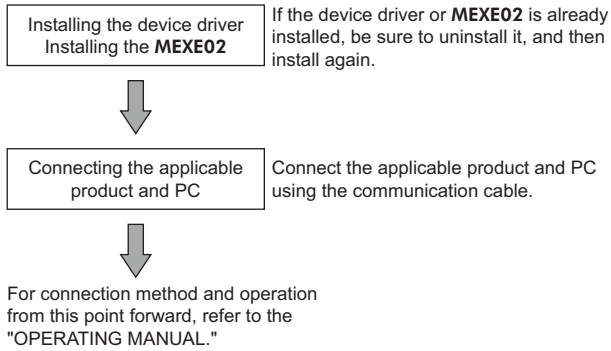 Installing the device driver
Installing the MEXE02
If the device driver or MEXE02 is already
installed, be sure to uninstall it, and then
install again.
Connecting the applicable
product and PC
Connect the applicable product and PC
using the communication cable.
For connection method and operation
from this point forward, refer to the
"OPERATING MANUAL."